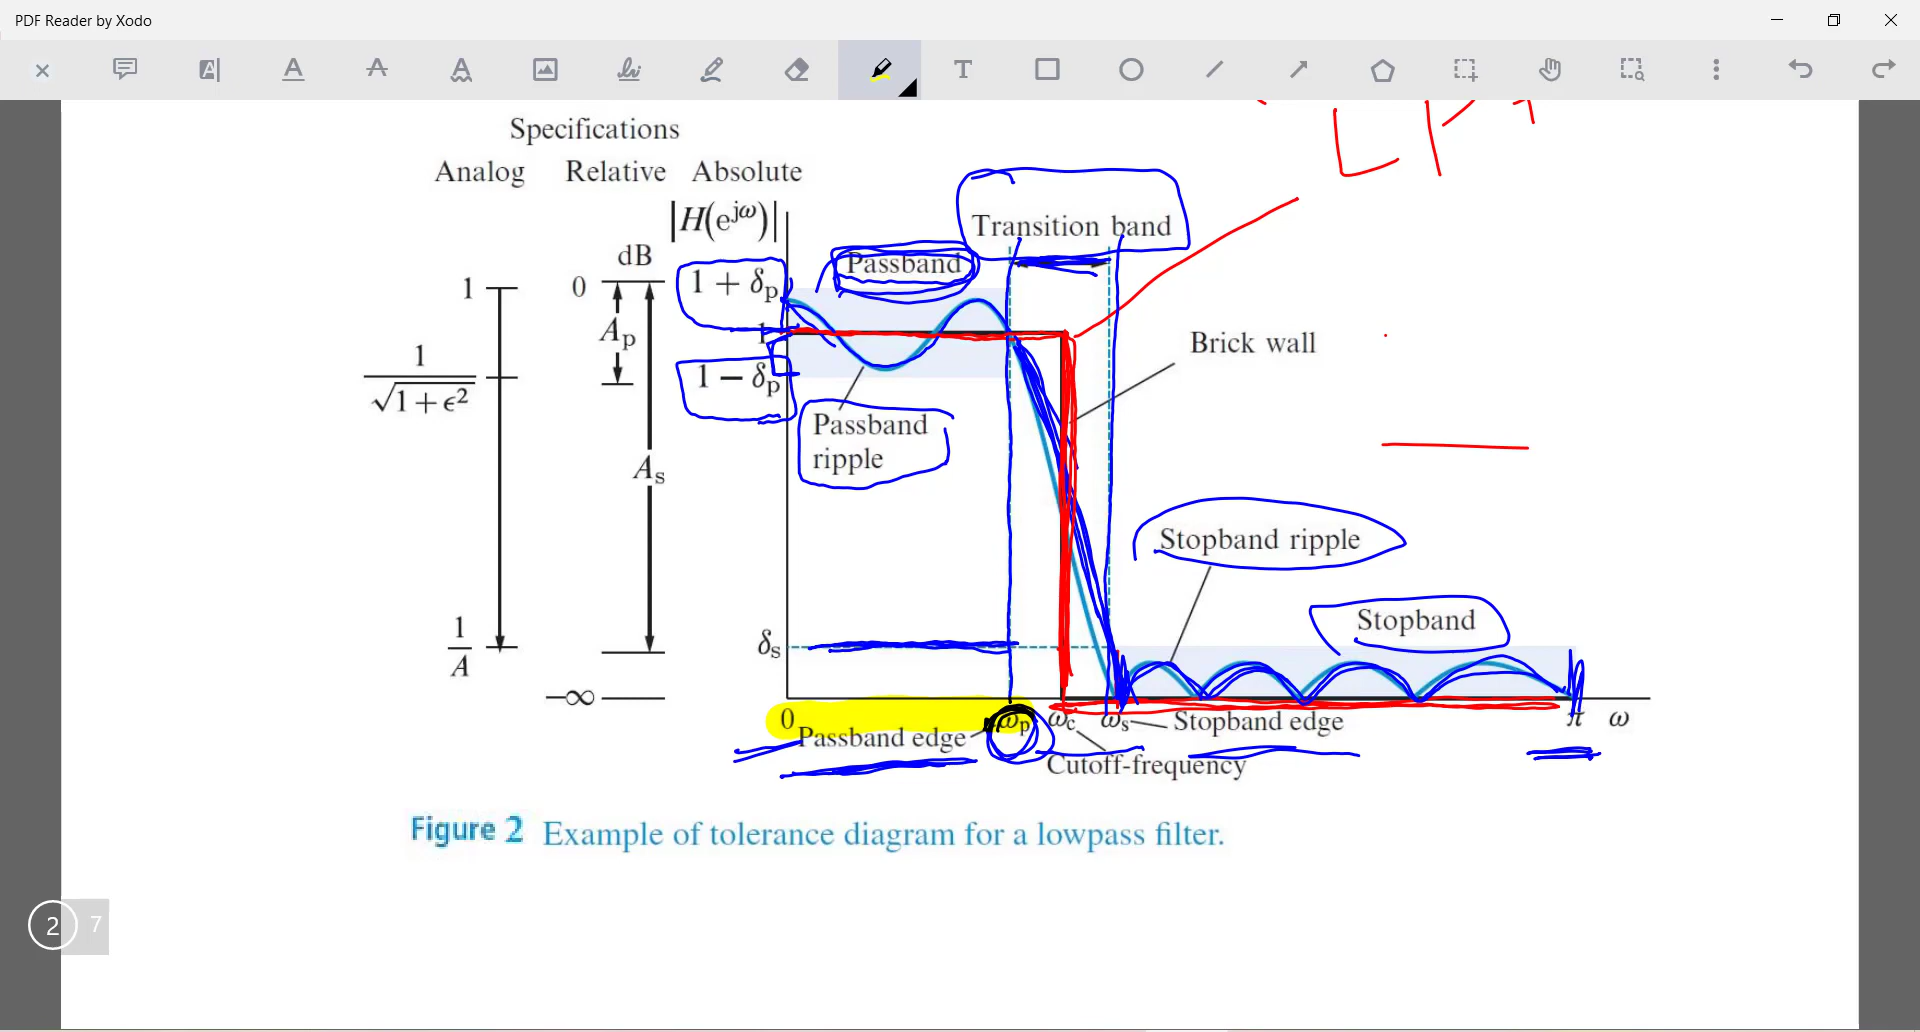 PDF Reader by Xodo
Specifications
Analog Relative Absolute
|H(e^jω)|
Transition band
dB
Passband
1 0 1 + δp
Ap
1
Brick wall
1/√1+ϵ²
1 − δp
Passband
ripple
As
Stopband ripple
Stopband
1/A
δs
−∞
0 ωp ωc ωs Stopband edge π ω
Passband edge
Cutoff-frequency
Figure 2 Example of tolerance diagram for a lowpass filter.
2 7